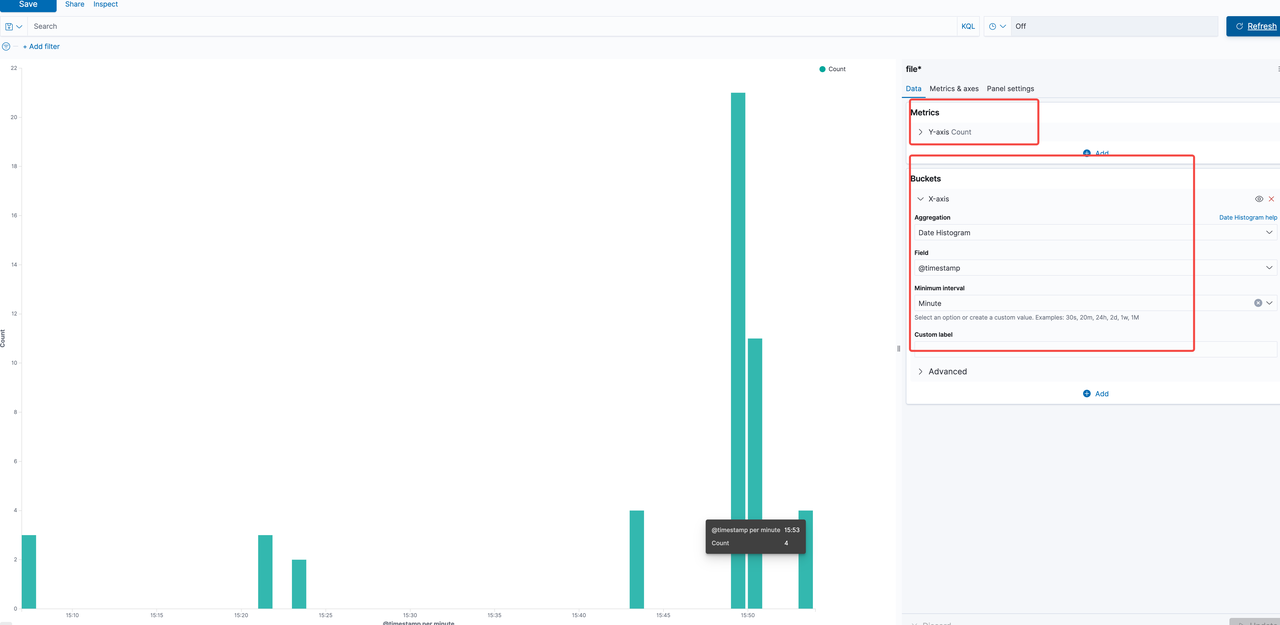 Save Share Inspect
Search KQL Off Refresh
+ Add filter
Count
file*
Data Metrics & axes Panel settings
Metrics
Y-axis Count
Add
Buckets
X-axis
Aggregation Date Histogram help
Date Histogram
Field
@timestamp
Minimum interval
Minute
Select an option or create a custom value. Examples: 30s, 20m, 24h, 2d, 1w, 1M
Custom label
Advanced
Add
Discard Update
22
20
18
16
14
12
10
8
6
4
2
0
Count
@timestamp per minute 15:53
Count 4
15:10 15:15 15:20 15:25 15:30 15:35 15:40 15:45 15:50
@timestamp per minute